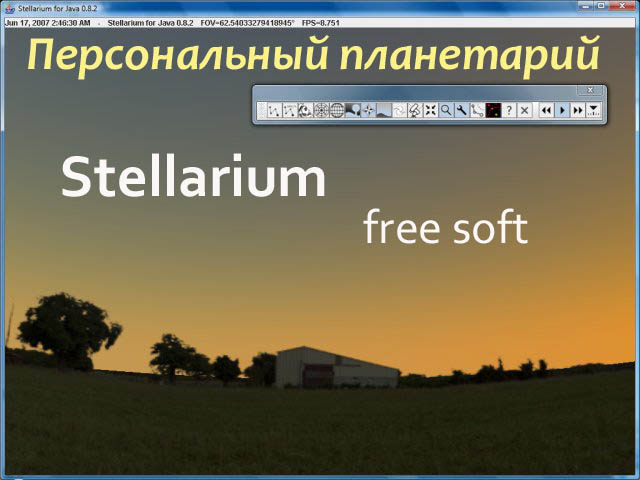 Stellarium for Java 0.8.2
Jun 17, 2007 2:46:30 AM - Stellarium for Java 0.8.2 FOV=62.54033279418945° FPS=8.751
Персональный планетарий
Stellarium
free soft